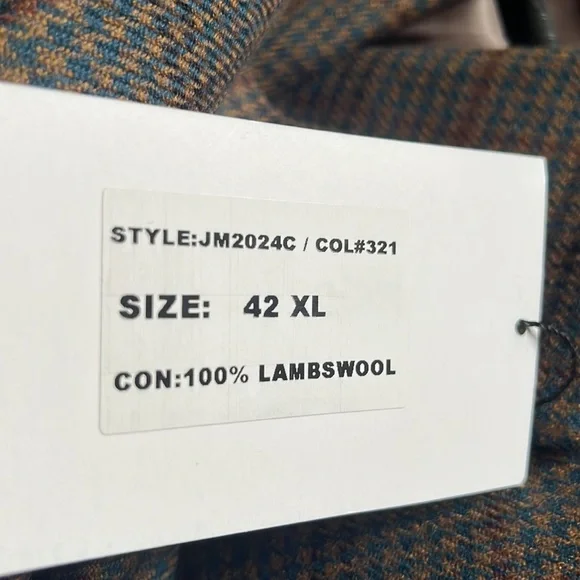 STYLE:JM2024C / COL#321
SIZE: 42 XL
CON:100% LAMBSWOOL